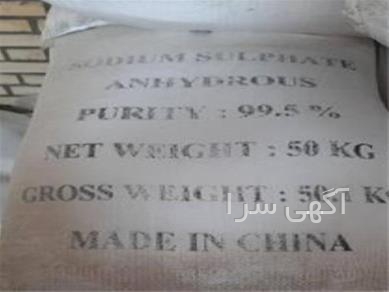 SODIUM SULPHATE
ANHYDROUS
PURITY : 99.5 %
NET WEIGHT : 50 KG
GROSS WEIGHT :
آگهی سرا
MADE IN CHINA